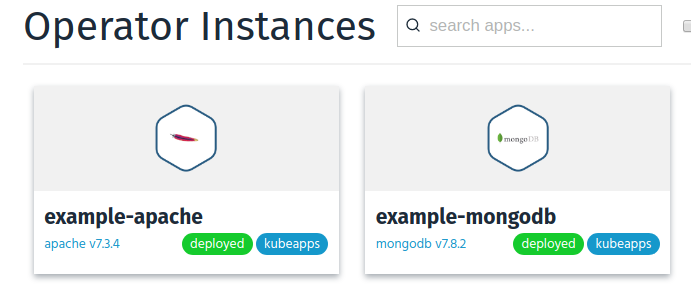 Operator Instances
search apps...
mongoDB
example-apache
apache v7.3.4
deployed
kubeapps
example-mongodb
mongodb v7.8.2
deployed
kubeapps